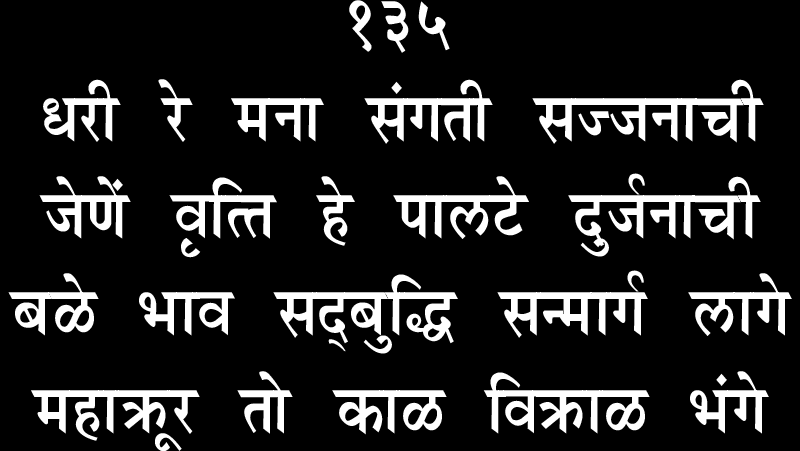 १३५
धरी रे मना संगती सज्जनाची
जेणें वृत्ति हे पालटे दुर्जनाची
बळे भाव सद्‌बुद्धि सन्मार्ग लागे
महाक्रूर तो काळ विक्राळ भंगे